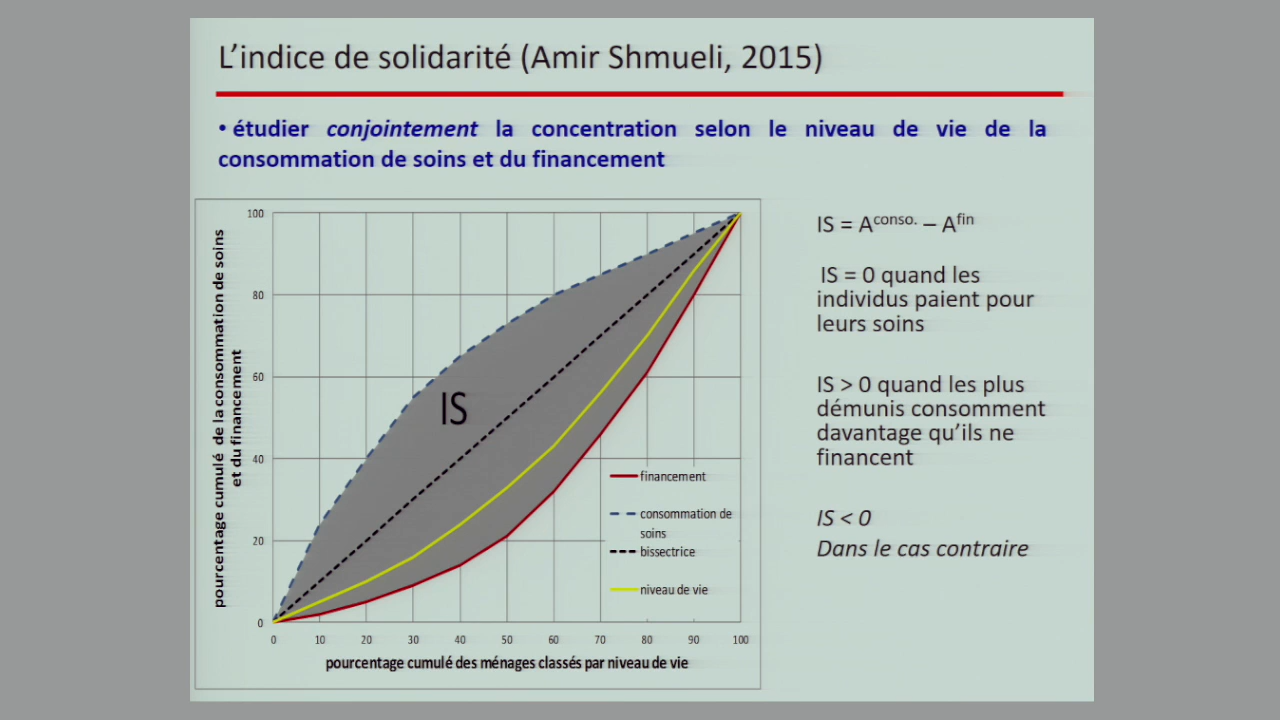 L'indice de solidarité (Amir Shmueli, 2015)
• étudier conjointement la concentration selon le niveau de vie de la
consommation de soins et du financement
pourcentage cumulé de la consommation de soins
et du financement
100
80
60
40
20
0
IS
financement
consommation de
soins
bissectrice
niveau de vie
0 10 20 30 40 50 60 70 80 90 100
pourcentage cumulé des ménages classés par niveau de vie
IS = Aconso. – Afin
IS = 0 quand les
individus paient pour
leurs soins
IS > 0 quand les plus
démunis consomment
davantage qu'ils ne
financent
IS < 0
Dans le cas contraire